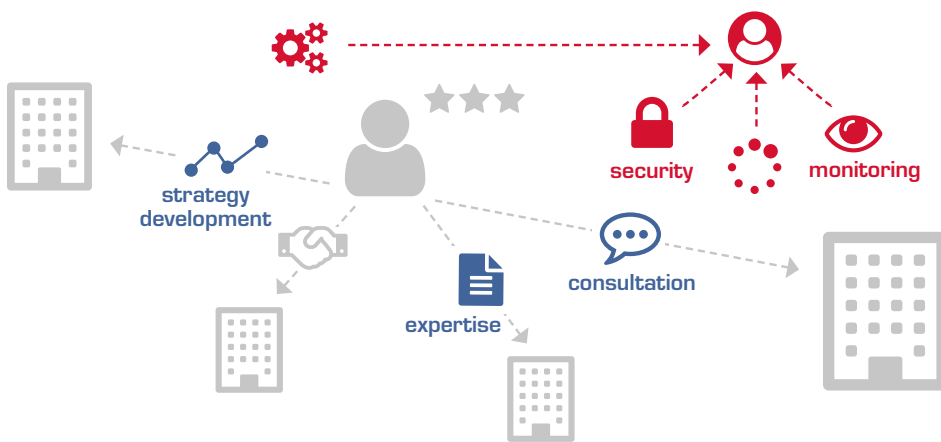 security
monitoring
strategy
development
consultation
expertise